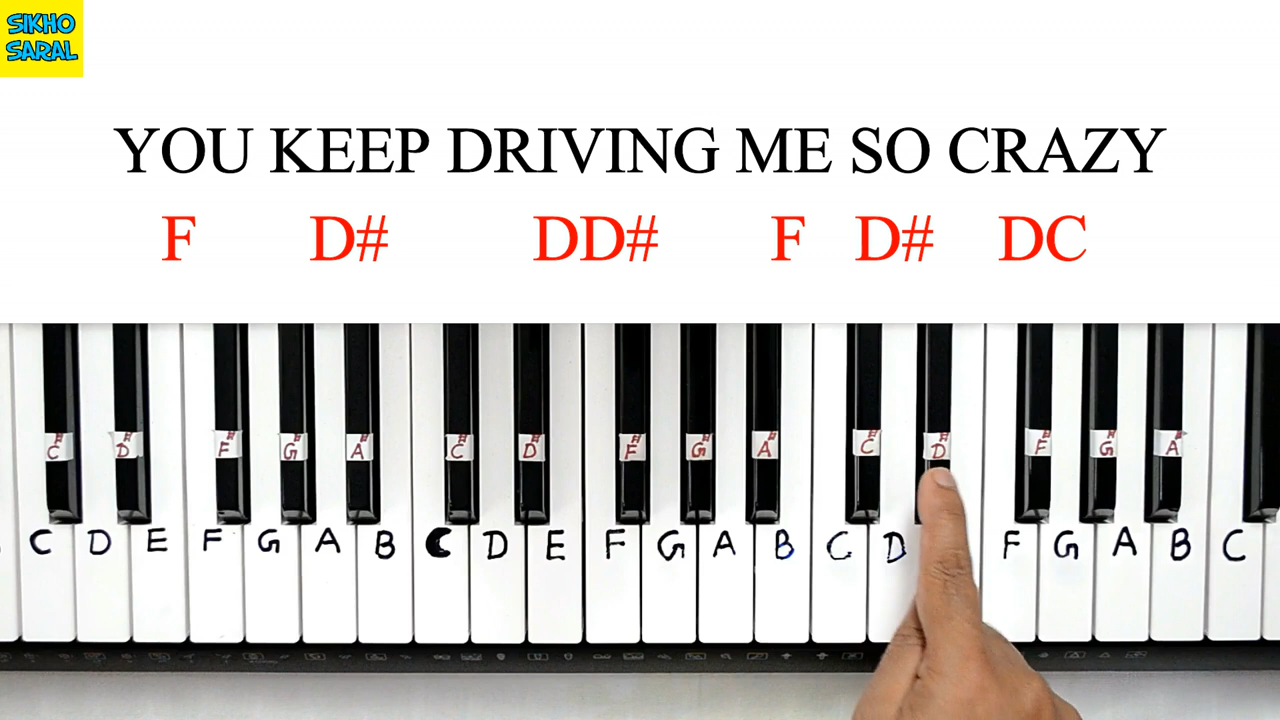 SIKHO
SARAL
YOU KEEP DRIVING ME SO CRAZY
F D# DD# F D# DC
C# D# F# G# A# C# D# F# G# A# C# D# F# G# A#
C D E F G A B C D E F G A B C D F G A B C